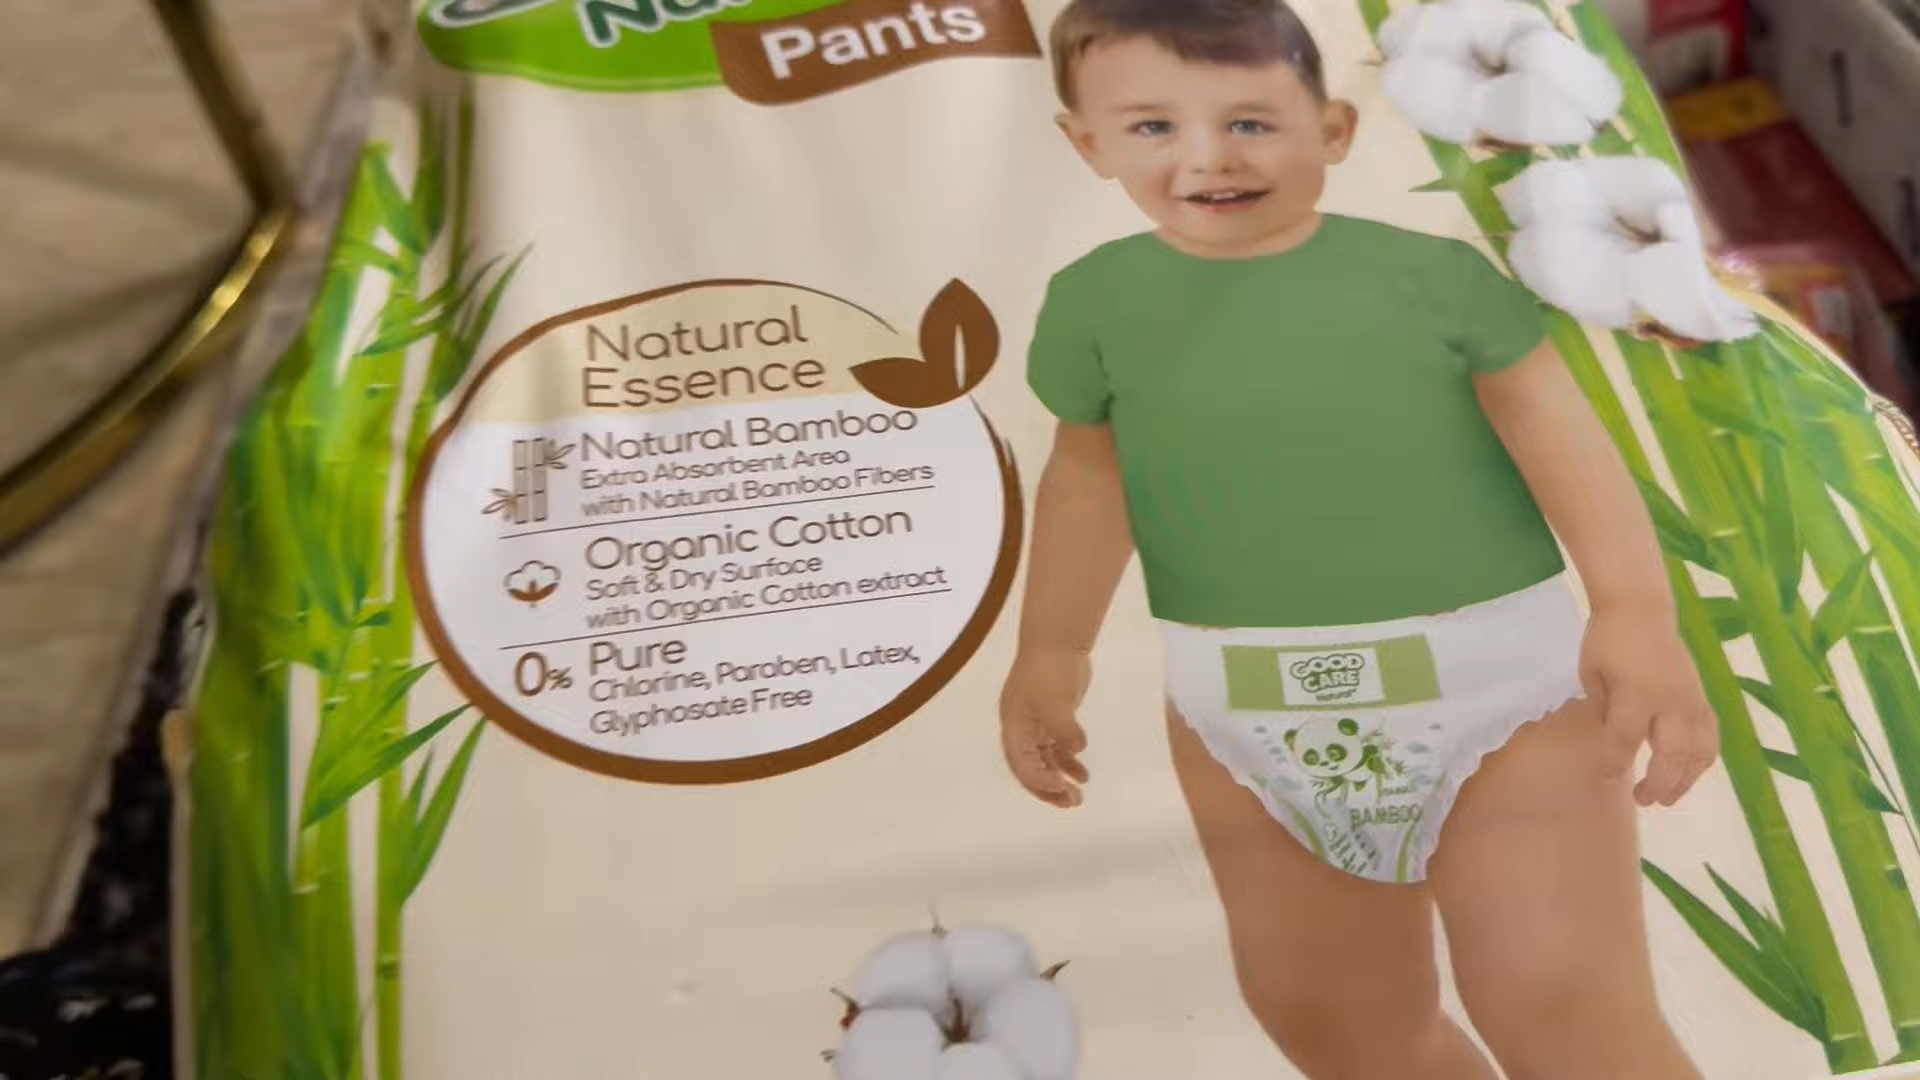 Pants
Natural
Essence
Natural Bamboo
Extra Absorbent Area
with Natural Bamboo Fibers
Organic Cotton
Soft & Dry Surface
with Organic Cotton extract
0% Pure
Chlorine, Paraben, Latex,
Glyphosate Free
GOOD
CARE
Natural
BAMBOO